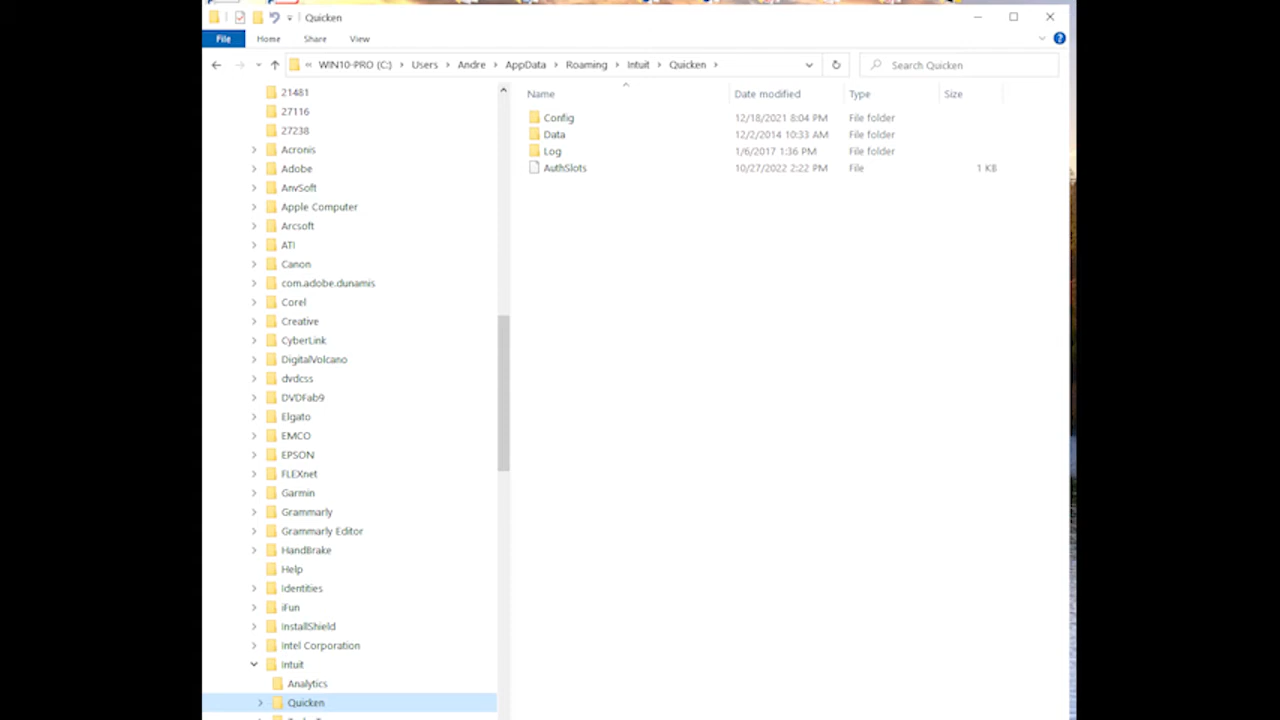 Quicken
File Home Share View
« WIN10-PRO (C:) › Users › Andre › AppData › Roaming › Intuit › Quicken ›
Search Quicken
Name Date modified Type Size
Config 12/18/2021 8:04 PM File folder
Data 12/2/2014 10:33 AM File folder
Log 1/6/2017 1:36 PM File folder
AuthSlots 10/27/2022 2:22 PM File 1 KB
21481
27116
27238
Acronis
Adobe
AnvSoft
Apple Computer
Arcsoft
ATI
Canon
com.adobe.dunamis
Corel
Creative
CyberLink
DigitalVolcano
dvdcss
DVDFab9
Elgato
EMCO
EPSON
FLEXnet
Garmin
Grammarly
Grammarly Editor
HandBrake
Help
Identities
iFun
InstallShield
Intel Corporation
Intuit
Analytics
Quicken